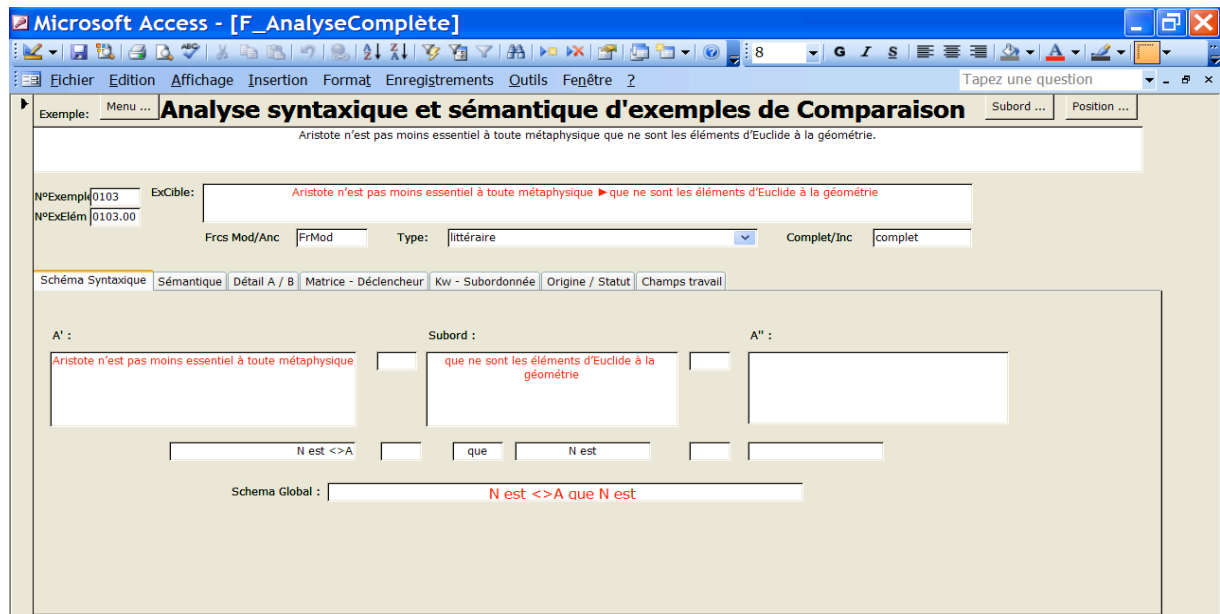 Microsoft Access - [F_AnalyseComplète]
8 G I S A
Fichier Edition Affichage Insertion Format Enregistrements Outils Fenêtre ? Tapez une question
Exemple: Menu ... Analyse syntaxique et sémantique d'exemples de Comparaison Subord ... Position ...
Aristote n'est pas moins essentiel à toute métaphysique que ne sont les éléments d'Euclide à la géométrie.
N°Exemple 0103 ExCible: Aristote n'est pas moins essentiel à toute métaphysique ►que ne sont les éléments d'Euclide à la géométrie
N°ExElém 0103.00
Frcs Mod/Anc FrMod Type: littéraire Complet/Inc complet
Schéma Syntaxique Sémantique Détail A / B Matrice - Déclencheur Kw - Subordonnée Origine / Statut Champs travail
A' : Subord : A'' :
Aristote n'est pas moins essentiel à toute métaphysique que ne sont les éléments d'Euclide à la
géométrie
N est <>A que N est
Schema Global : N est <>A que N est